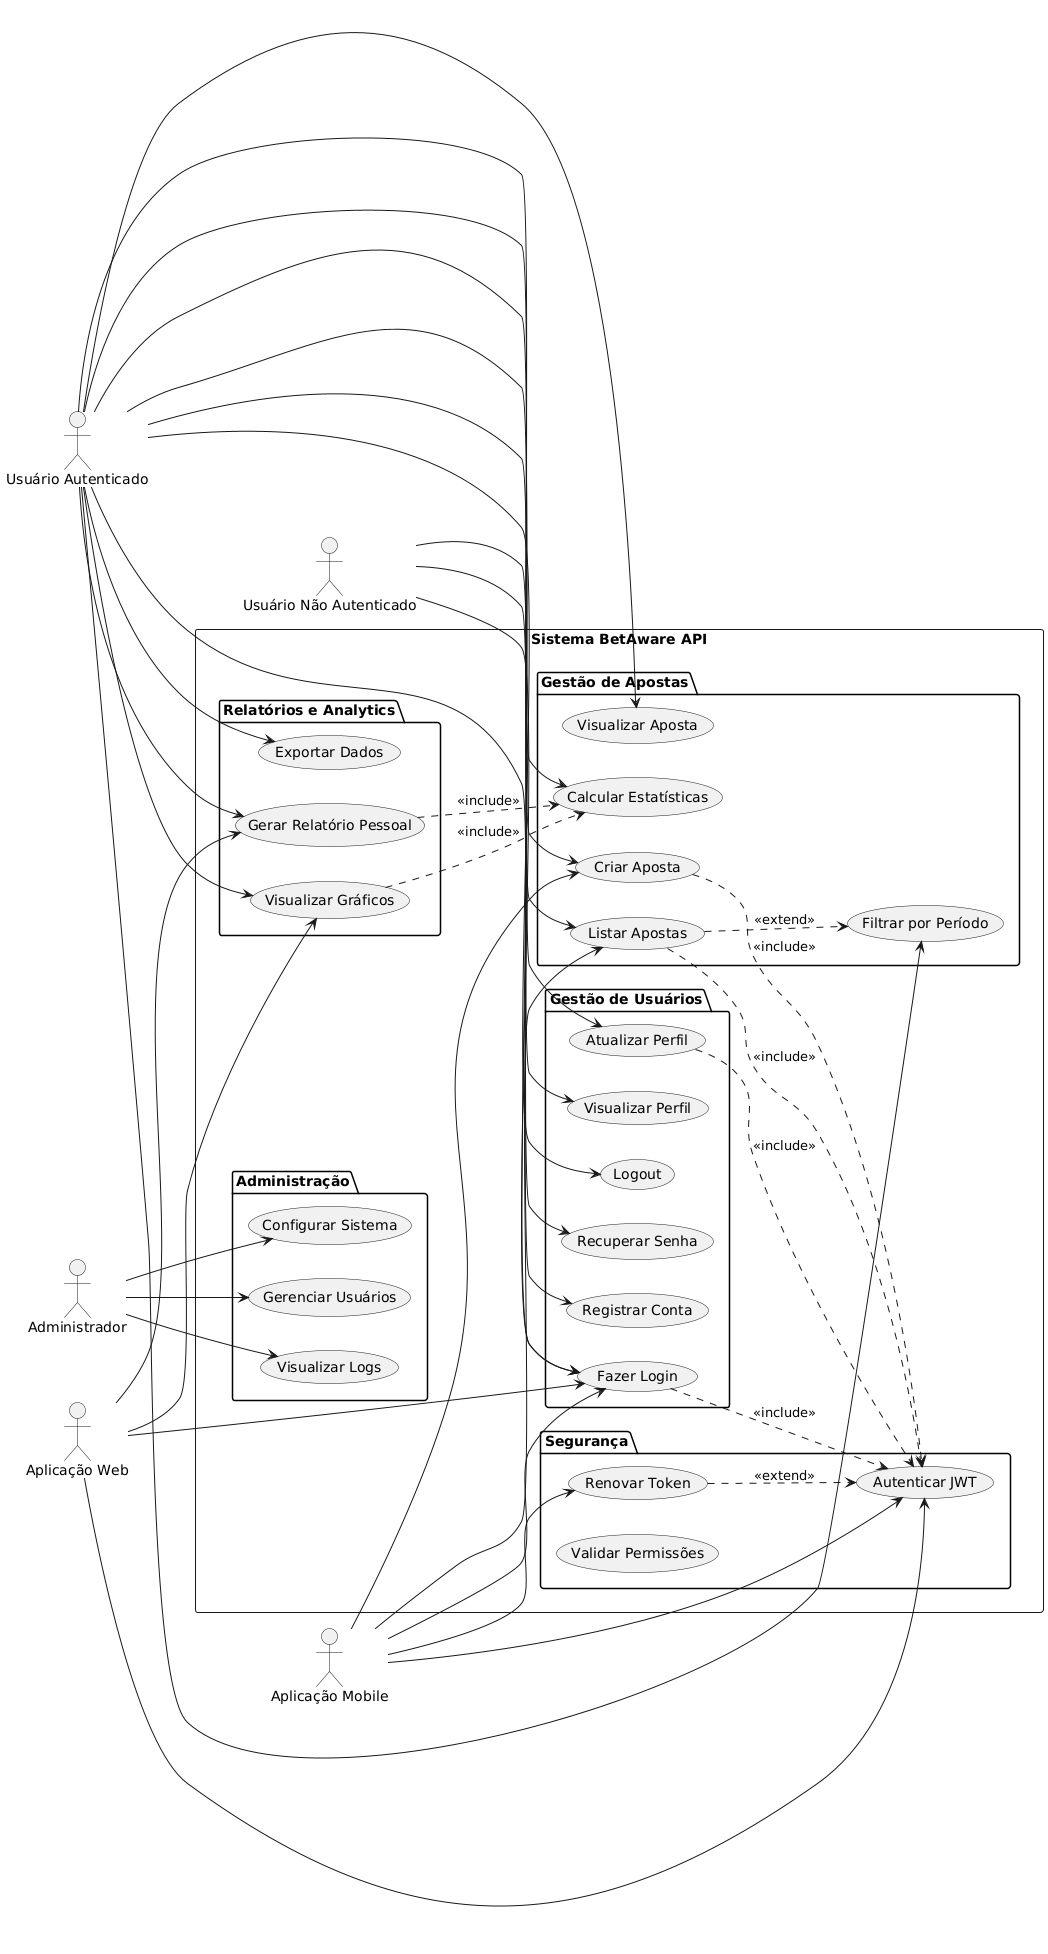 Usuário Autenticado
Usuário Não Autenticado
Sistema BetAware API
Gestão de Apostas
Visualizar Aposta
Calcular Estatísticas
Criar Aposta
Listar Apostas
«extend»
Filtrar por Período
«include»
Relatórios e Analytics
Exportar Dados
Gerar Relatório Pessoal
«include»
«include»
Visualizar Gráficos
Gestão de Usuários
Atualizar Perfil
«include»
Visualizar Perfil
«include»
Logout
Recuperar Senha
Registrar Conta
Fazer Login
«include»
Administração
Configurar Sistema
Gerenciar Usuários
Visualizar Logs
Administrador
Aplicação Web
Segurança
Renovar Token
«extend»
Autenticar JWT
Validar Permissões
Aplicação Mobile